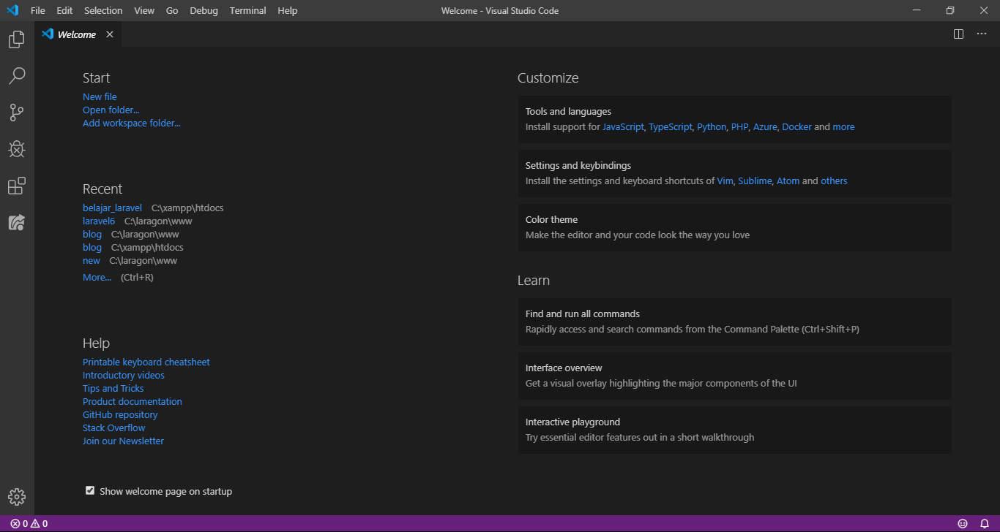 File Edit Selection View Go Debug Terminal Help Welcome - Visual Studio Code
Welcome
Start
New file
Open folder...
Add workspace folder...
Recent
belajar_laravel C:\xampp\htdocs
laravel6 C:\laragon\www
blog C:\laragon\www
blog C:\xampp\htdocs
new C:\laragon\www
More... (Ctrl+R)
Help
Printable keyboard cheatsheet
Introductory videos
Tips and Tricks
Product documentation
GitHub repository
Stack Overflow
Join our Newsletter
Show welcome page on startup
Customize
Tools and languages
Install support for JavaScript, TypeScript, Python, PHP, Azure, Docker and more
Settings and keybindings
Install the settings and keyboard shortcuts of Vim, Sublime, Atom and others
Color theme
Make the editor and your code look the way you love
Learn
Find and run all commands
Rapidly access and search commands from the Command Palette (Ctrl+Shift+P)
Interface overview
Get a visual overlay highlighting the major components of the UI
Interactive playground
Try essential editor features out in a short walkthrough
0 0